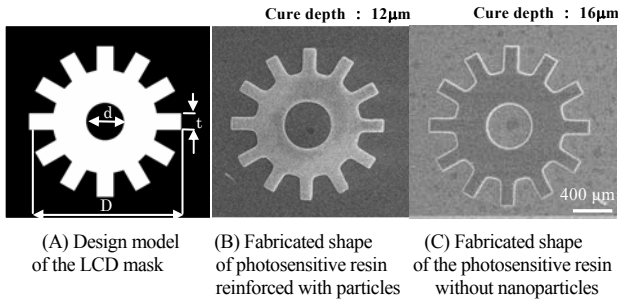 Cure depth : 12µm
Cure depth : 16µm
d
t
D
400 µm
(A) Design model
of the LCD mask
(B) Fabricated shape
of photosensitive resin
reinforced with particles
(C) Fabricated shape
of the photosensitive resin
without nanoparticles